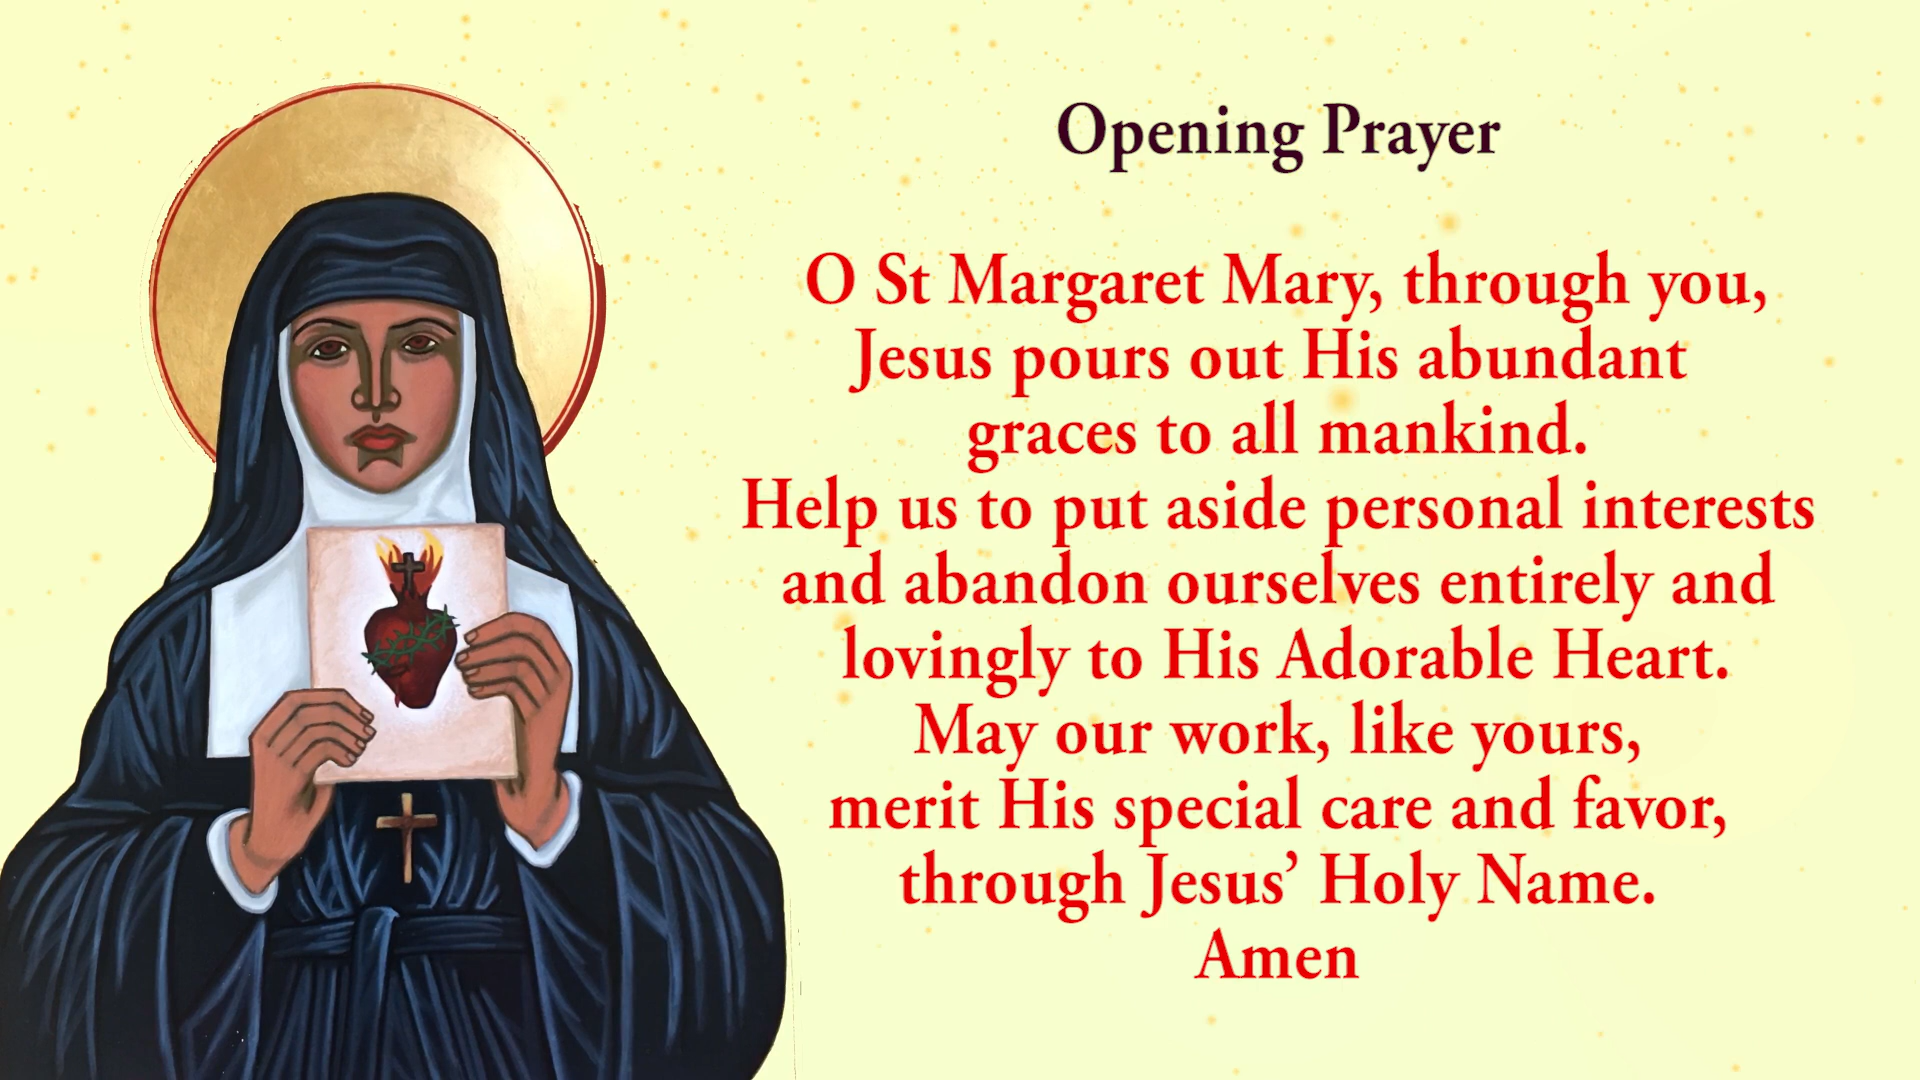 Opening Prayer
O St Margaret Mary, through you,
Jesus pours out His abundant
graces to all mankind.
Help us to put aside personal interests
and abandon ourselves entirely and
lovingly to His Adorable Heart.
May our work, like yours,
merit His special care and favor,
through Jesus’ Holy Name.
Amen